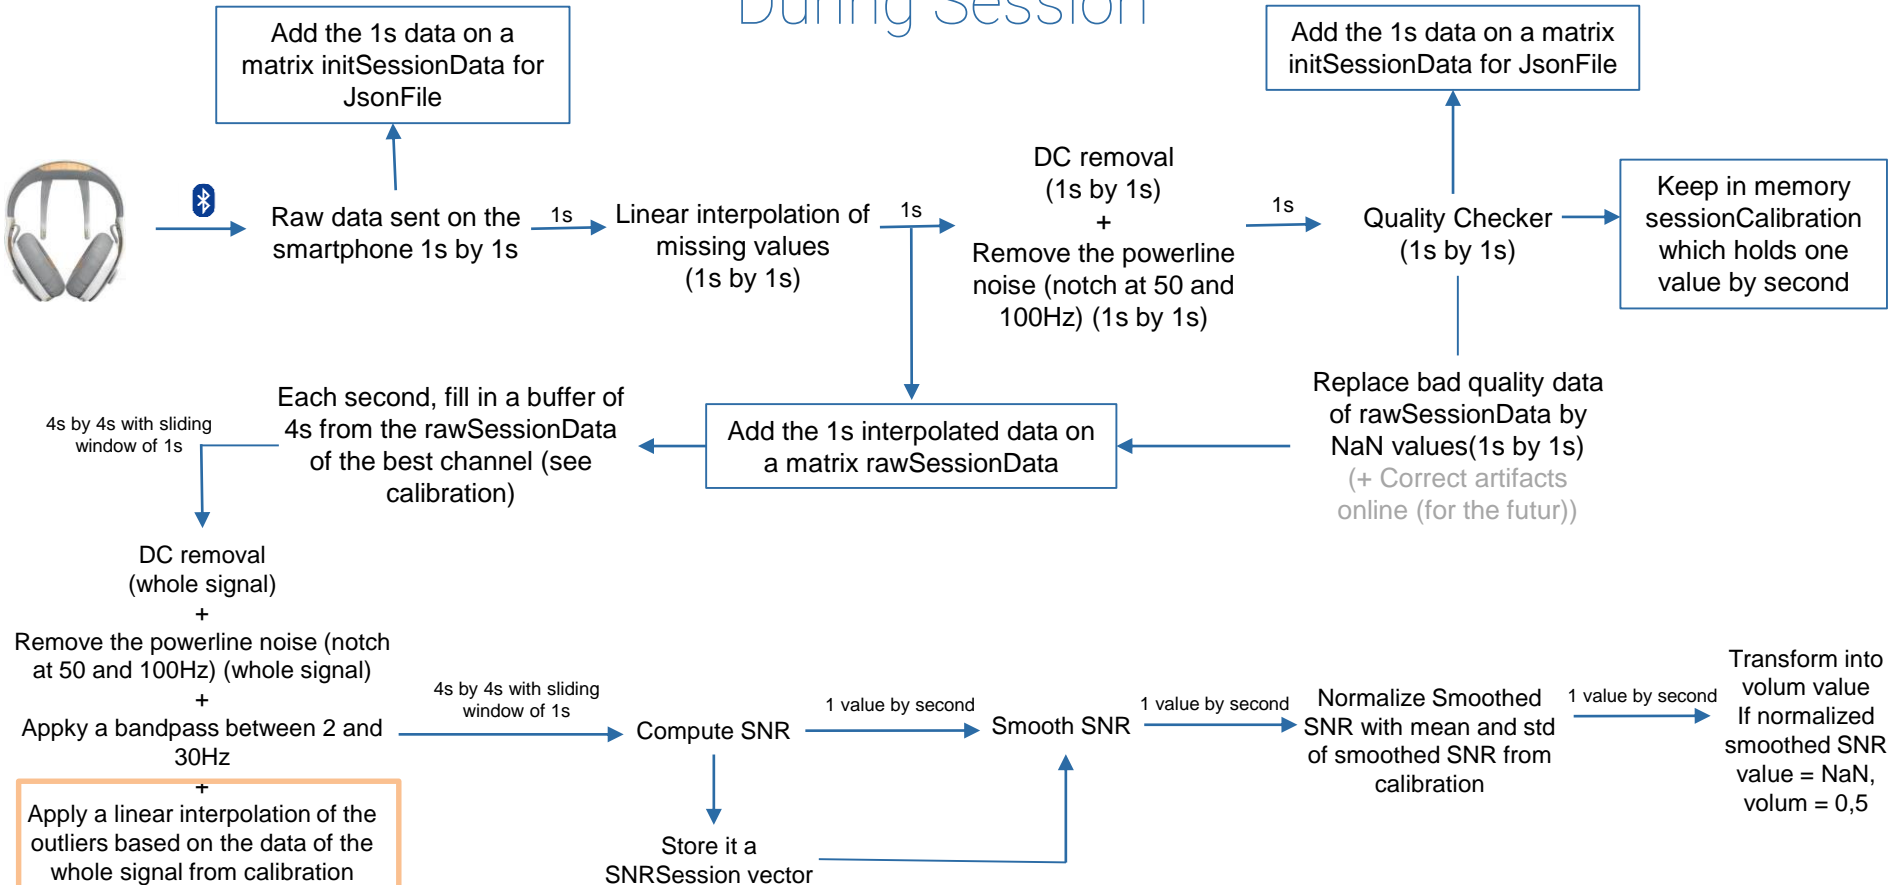 During Session
Add the 1s data on a
matrix initSessionData for
JsonFile
Add the 1s data on a matrix
initSessionData for JsonFile
Raw data sent on the
smartphone 1s by 1s
1s
Linear interpolation of
missing values
(1s by 1s)
1s
DC removal
(1s by 1s)
+
Remove the powerline
noise (notch at 50 and
100Hz) (1s by 1s)
1s
Quality Checker
(1s by 1s)
Keep in memory
sessionCalibration
which holds one
value by second
Replace bad quality data
of rawSessionData by
NaN values(1s by 1s)
(+ Correct artifacts
online (for the futur))
Add the 1s interpolated data on
a matrix rawSessionData
Each second, fill in a buffer of
4s from the rawSessionData
of the best channel (see
calibration)
4s by 4s with sliding
window of 1s
DC removal
(whole signal)
+
Remove the powerline noise (notch
at 50 and 100Hz) (whole signal)
+
Appky a bandpass between 2 and
30Hz
+
Apply a linear interpolation of the
outliers based on the data of the
whole signal from calibration
4s by 4s with sliding
window of 1s
Compute SNR
Store it a
SNRSession vector
1 value by second
Smooth SNR
1 value by second
Normalize Smoothed
SNR with mean and std
of smoothed SNR from
calibration
1 value by second
Transform into
volum value
If normalized
smoothed SNR
value = NaN,
volum = 0,5